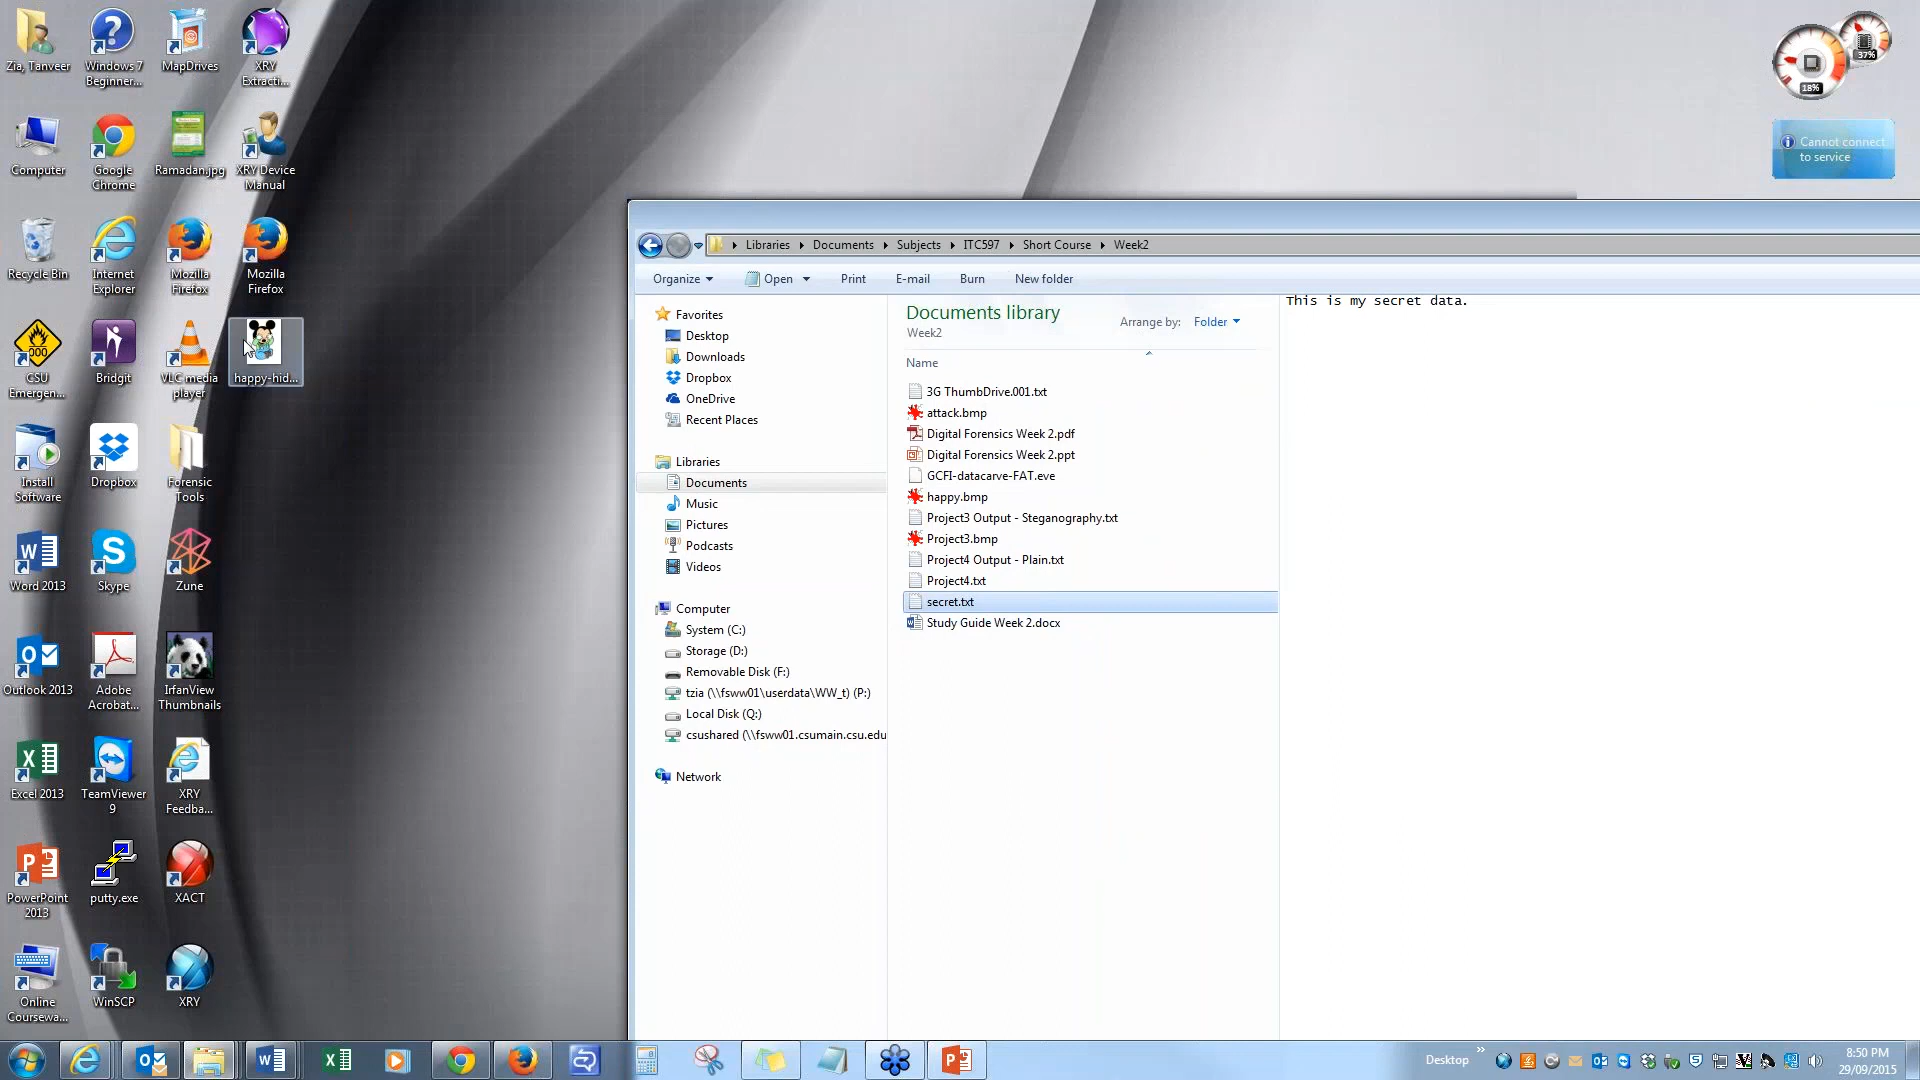 Zia, Tanveer
Windows 7
Beginner...
MapDrives
XRY
Extracti...
Computer
Google
Chrome
Ramadan.jpg
XRY Device
Manual
Recycle Bin
Internet
Explorer
Mozilla
Firefox
Mozilla
Firefox
000
CSU
Emergen...
Bridgit
VLC media
player
happy-hid...
Install
Software
Dropbox
Forensic
Tools
Word 2013
Skype
Zune
Outlook 2013
Adobe
Acrobat...
IrfanView
Thumbnails
Excel 2013
TeamViewer
9
XRY
Feedba...
PowerPoint
2013
putty.exe
XACT
Online
Coursewa...
WinSCP
XRY
37%
18%
Cannot connect
to service
Libraries
Documents
Subjects
ITC597
Short Course
Week2
Organize
Open
Print
E-mail
Burn
New folder
Favorites
Desktop
Downloads
Dropbox
OneDrive
Recent Places
Libraries
Documents
Music
Pictures
Podcasts
Videos
Computer
System (C:)
Storage (D:)
Removable Disk (F:)
tzia (\\fsww01\userdata\WW_t) (P:)
Local Disk (Q:)
csushared (\\fsww01.csumain.csu.edu
Network
Documents library
Week2
Arrange by: Folder
Name
3G ThumbDrive.001.txt
attack.bmp
Digital Forensics Week 2.pdf
Digital Forensics Week 2.ppt
GCFI-datacarve-FAT.eve
happy.bmp
Project3 Output - Steganography.txt
Project3.bmp
Project4 Output - Plain.txt
Project4.txt
secret.txt
Study Guide Week 2.docx
This is my secret data.
Desktop
8:50 PM
29/09/2015